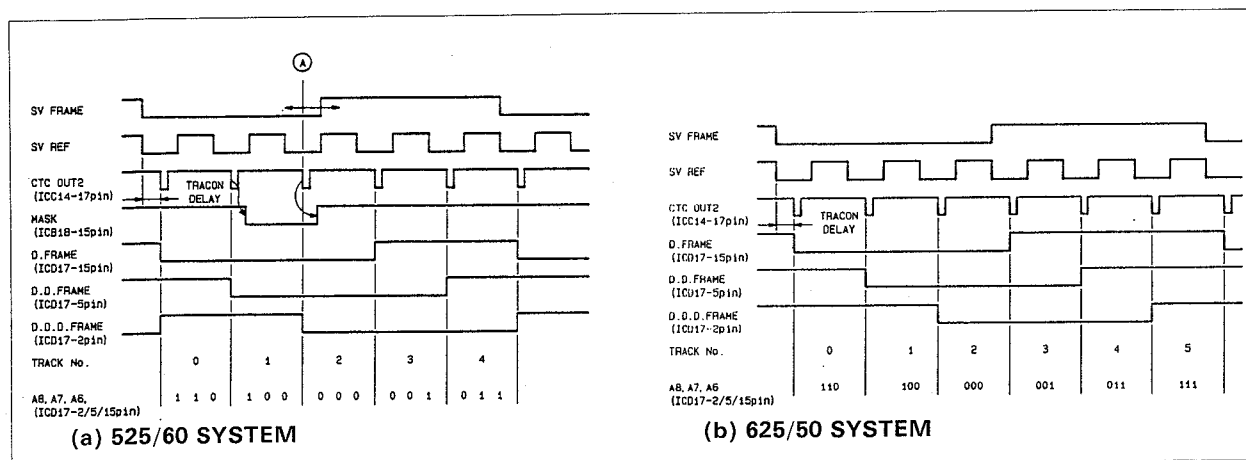 A
SV FRAME
SV REF
CTC OUT2
(ICC14-17pin)
TRACON
DELAY
MASK
(ICB18-15pin)
D.FRAME
(ICD17-15pin)
D.D.FRAME
(ICD17-5pin)
D.D.D.FRAME
(ICD17-2pin)
TRACK No. 0 1 2 3 4
A8, A7, A6, 1 1 0 1 0 0 0 0 0 0 0 1 0 1 1
(ICD17-2/5/15pin)
(a) 525/60 SYSTEM
SV FRAME
SV REF
CTC OUT2
(ICC14-17pin)
TRACON
DELAY
D.FRAME
(ICD17-15pin)
D.D.FRAME
(ICD17-5pin)
D.D.D.FRAME
(ICD17-2pin)
TRACK No. 0 1 2 3 4 5
A8, A7, A6 110 100 000 001 011 111
(ICD17-2/5/15pin)
(b) 625/50 SYSTEM